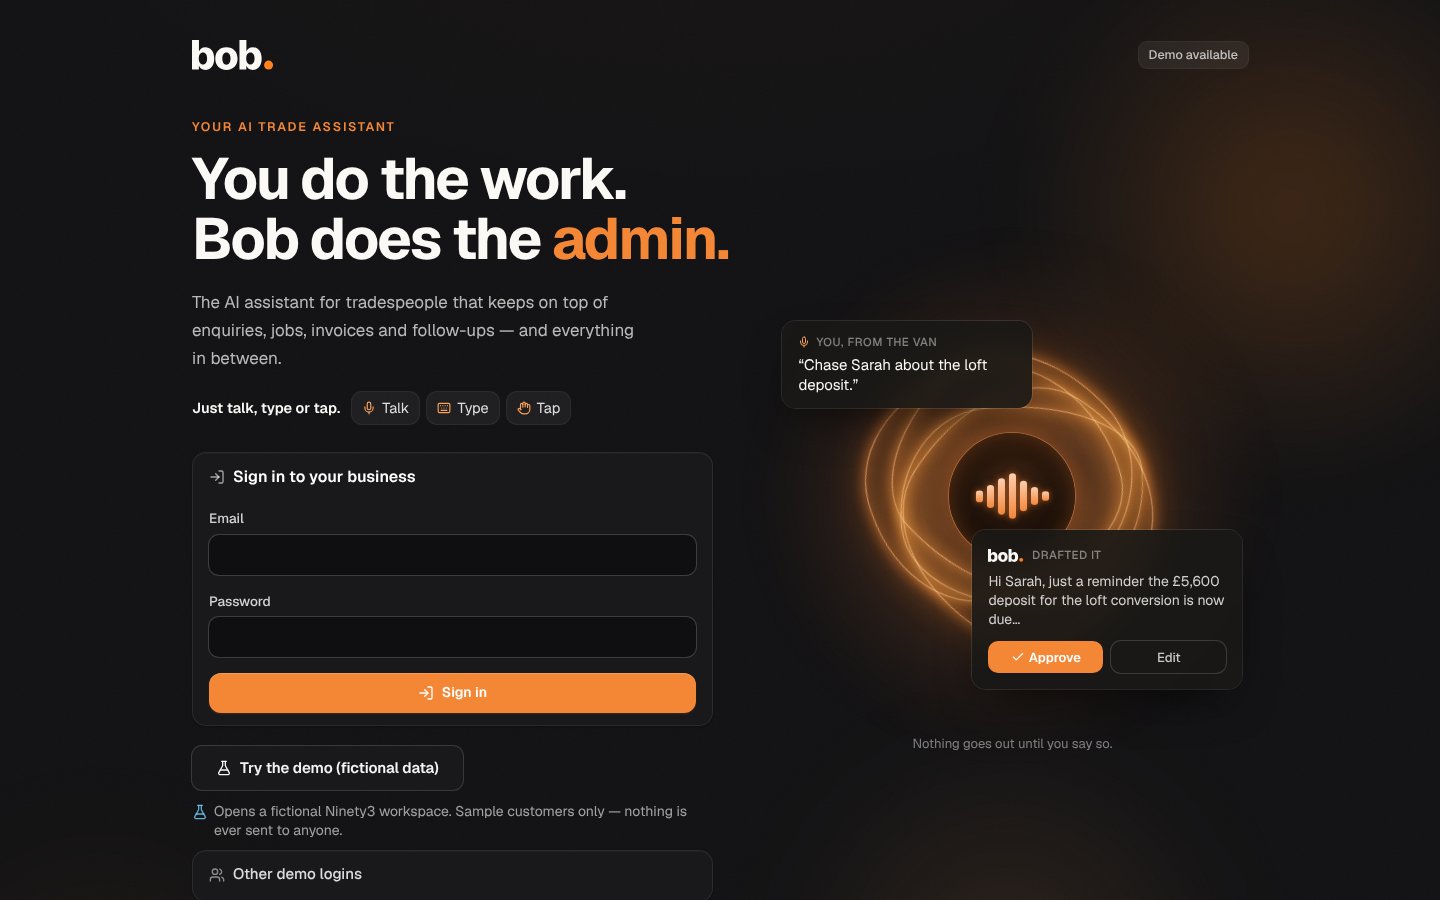 bob.
Demo available
YOUR AI TRADE ASSISTANT
You do the work.
Bob does the admin.
The AI assistant for tradespeople that keeps on top of
enquiries, jobs, invoices and follow-ups — and everything
in between.
Just talk, type or tap.
Talk
Type
Tap
Sign in to your business
Email
Password
Sign in
Try the demo (fictional data)
Opens a fictional Ninety3 workspace. Sample customers only — nothing is
ever sent to anyone.
Other demo logins
YOU, FROM THE VAN
“Chase Sarah about the loft
deposit.”
bob. DRAFTED IT
Hi Sarah, just a reminder the £5,600
deposit for the loft conversion is now
due…
Approve
Edit
Nothing goes out until you say so.